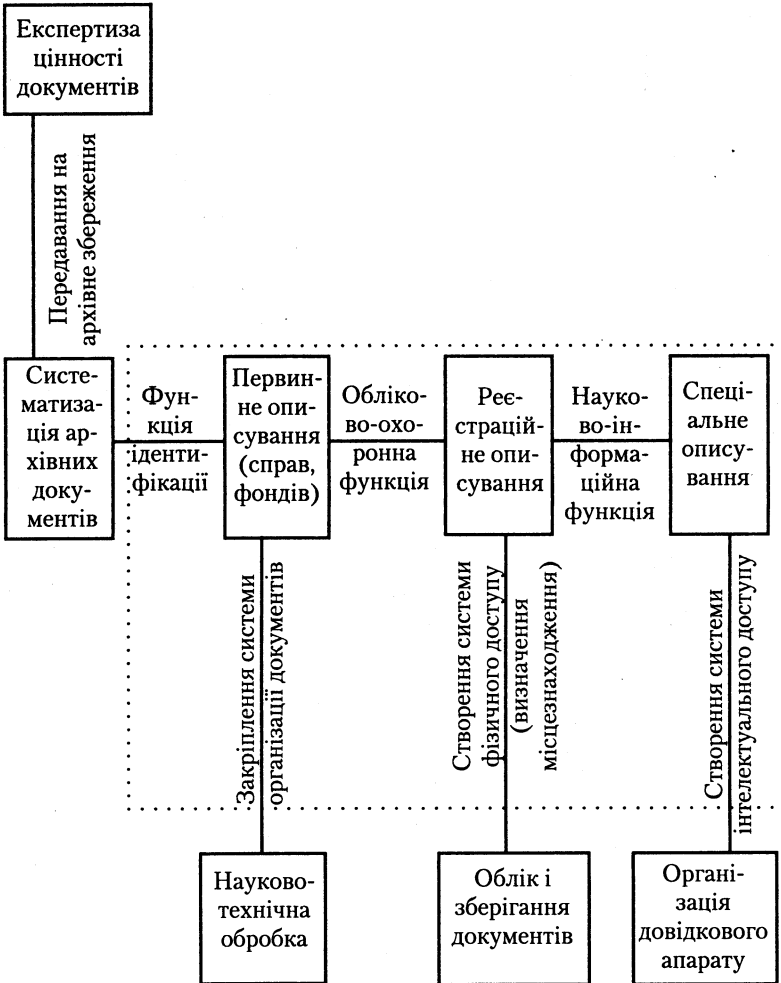 Експертиза
цінності
документів
Передавання на
архівне збереження
Систе-
матиза-
ція ар-
хівних
доку-
ментів
Фун-
кція
іденти-
фікації
Первин-
не опи-
сування
(справ,
фондів)
Обліко-
во-охо-
ронна
функція
Реє-
страцій-
не опи-
сування
Науко-
во-ін-
форма-
ційна
функція
Спеці-
альне
опису-
вання
Закріплення системи
організації документів
Створення системи
фізичного доступу
(визначення
місцезнаходження)
Створення системи
інтелектуального доступу
Науково-
технічна
обробка
Облік і
зберігання
документів
Органі-
зація
довідкового
апарату